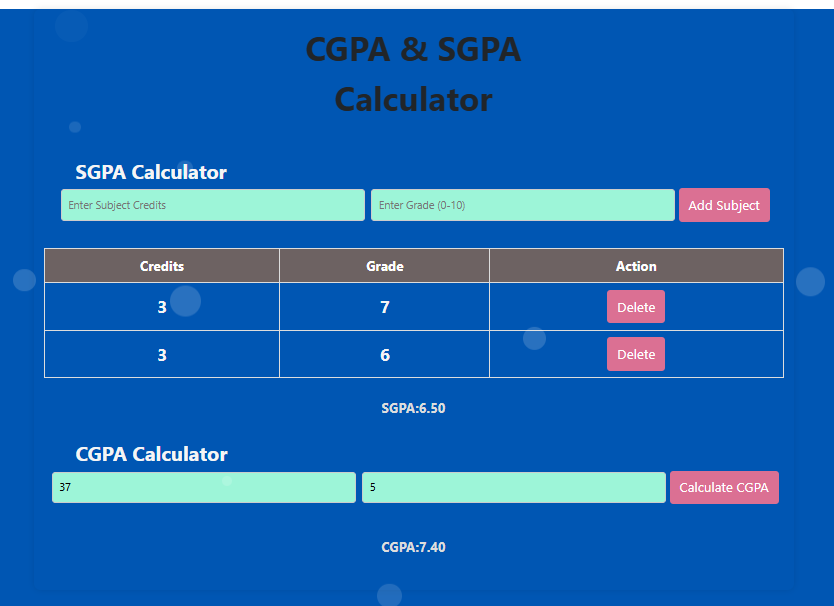 CGPA & SGPA
Calculator
SGPA Calculator
Enter Subject Credits Enter Grade (0-10) Add Subject
Credits Grade Action
3 7 Delete
3 6 Delete
SGPA:6.50
CGPA Calculator
37 5 Calculate CGPA
CGPA:7.40